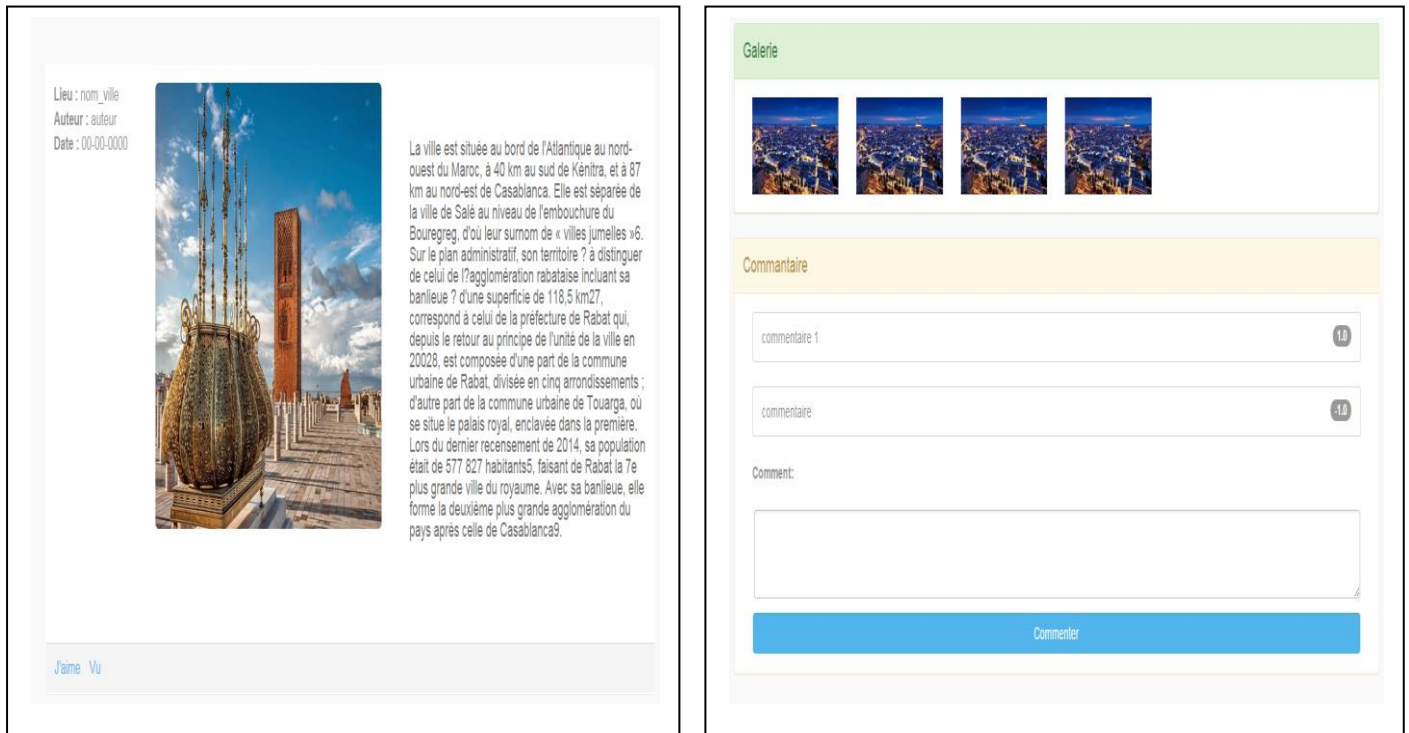 Lieu : nom_ville
Auteur : auteur
Date : 00-00-0000
La ville est située au bord de l'Atlantique au nord-
ouest du Maroc, à 40 km au sud de Kénitra, et à 87
km au nord-est de Casablanca. Elle est séparée de
la ville de Salé au niveau de l'embouchure du
Bouregreg, d'où leur surnom de « villes jumelles »6.
Sur le plan administratif, son territoire ? à distinguer
de celui de l?agglomération rabataise incluant sa
banlieue ? d'une superficie de 118,5 km27,
correspond à celui de la préfecture de Rabat qui,
depuis le retour au principe de l'unité de la ville en
20028, est composée d'une part de la commune
urbaine de Rabat, divisée en cinq arrondissements ;
d'autre part de la commune urbaine de Touarga, où
se situe le palais royal, enclavée dans la première.
Lors du dernier recensement de 2014, sa population
était de 577 827 habitants5, faisant de Rabat la 7e
plus grande ville du royaume. Avec sa banlieue, elle
forme la deuxième plus grande agglomération du
pays après celle de Casablanca9.
J'aime Vu
Galerie
Commantaire
commentaire 1 1.0
commentaire -1.0
Comment:
Commenter